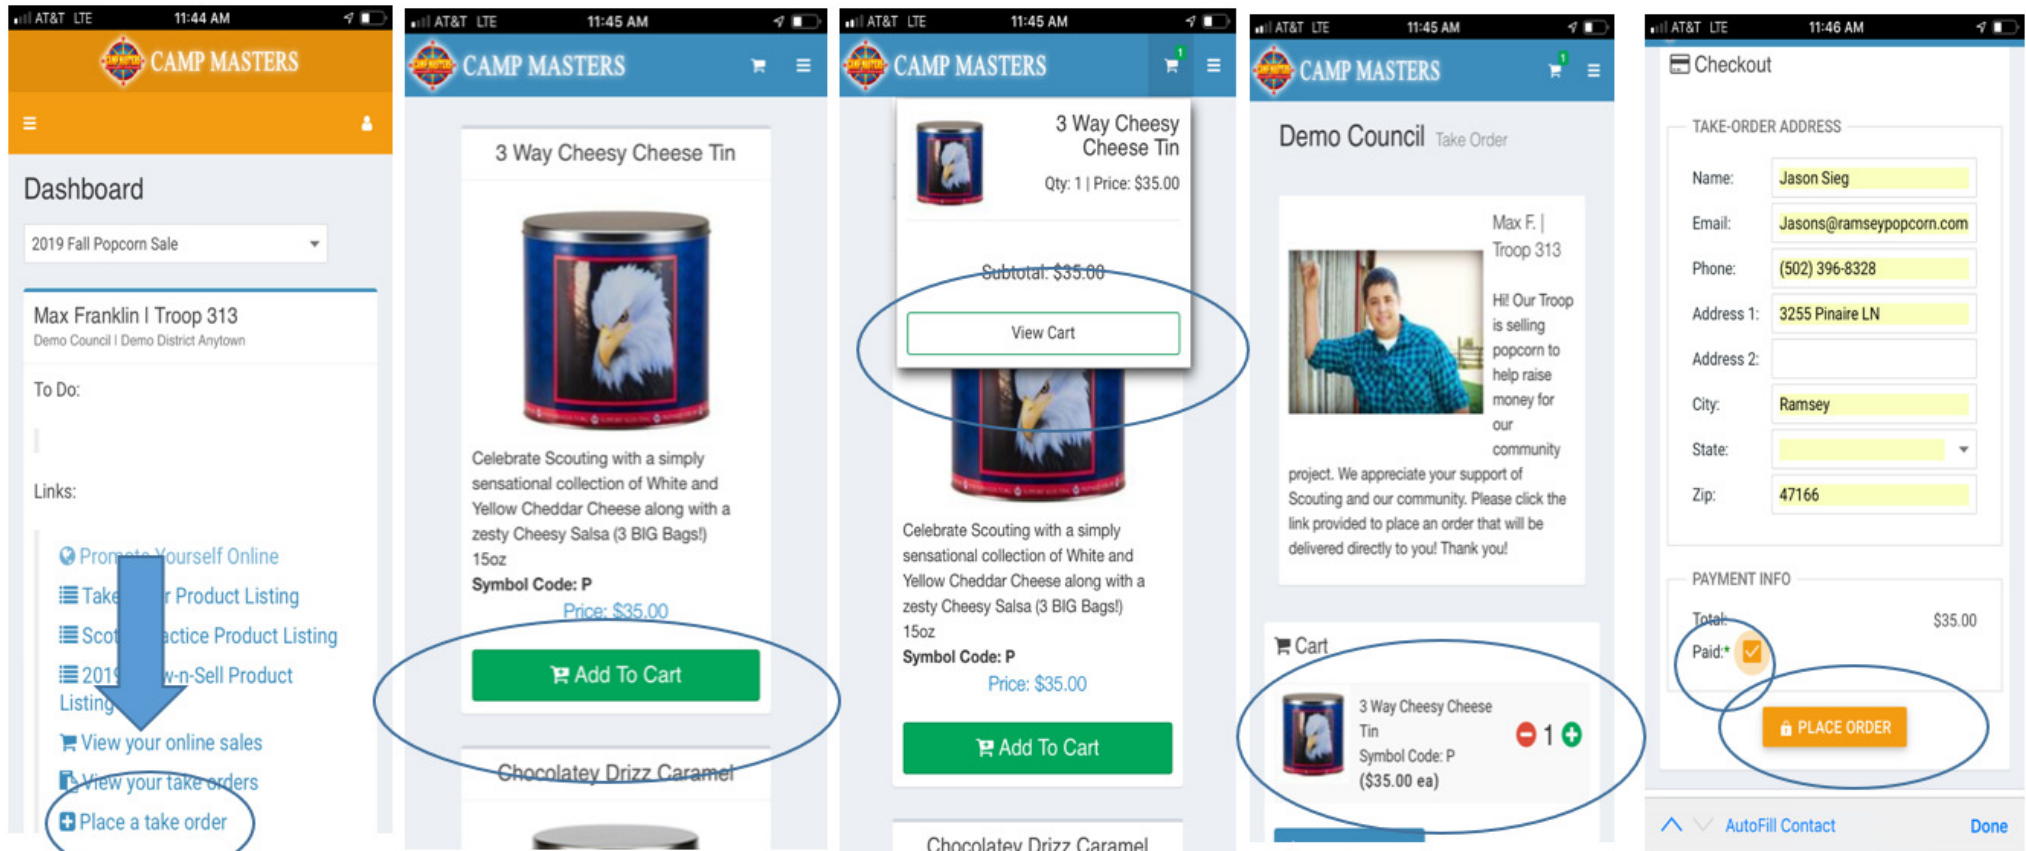 AT&T LTE 11:44 AM
CAMP MASTERS
Dashboard
2019 Fall Popcorn Sale
Max Franklin | Troop 313
Demo Council | Demo District Anytown
To Do:
Links:
Promote Yourself Online
Take r Product Listing
Scot actice Product Listing
2019 w-n-Sell Product
Listing
View your online sales
View your take orders
Place a take order
AT&T LTE 11:45 AM
CAMP MASTERS
3 Way Cheesy Cheese Tin
Celebrate Scouting with a simply
sensational collection of White and
Yellow Cheddar Cheese along with a
zesty Cheesy Salsa (3 BIG Bags!)
15oz
Symbol Code: P
Price: $35.00
Add To Cart
Chocolatey Drizz Caramel
AT&T LTE 11:45 AM
CAMP MASTERS 1
3 Way Cheesy
Cheese Tin
Qty: 1 | Price: $35.00
Subtotal: $35.00
View Cart
Celebrate Scouting with a simply
sensational collection of White and
Yellow Cheddar Cheese along with a
zesty Cheesy Salsa (3 BIG Bags!)
15oz
Symbol Code: P
Price: $35.00
Add To Cart
Chocolatey Drizz Caramel
AT&T LTE 11:45 AM
CAMP MASTERS 1
Demo Council Take Order
Max F. |
Troop 313
Hi! Our Troop
is selling
popcorn to
help raise
money for
our
community
project. We appreciate your support of
Scouting and our community. Please click the
link provided to place an order that will be
delivered directly to you! Thank you!
Cart
3 Way Cheesy Cheese
Tin
Symbol Code: P
($35.00 ea)
1
AT&T LTE 11:46 AM
Checkout
TAKE-ORDER ADDRESS
Name: Jason Sieg
Email: Jasons@ramseypopcorn.com
Phone: (502) 396-8328
Address 1: 3255 Pinaire LN
Address 2:
City: Ramsey
State:
Zip: 47166
PAYMENT INFO
Total: $35.00
Paid:*
PLACE ORDER
AutoFill Contact Done